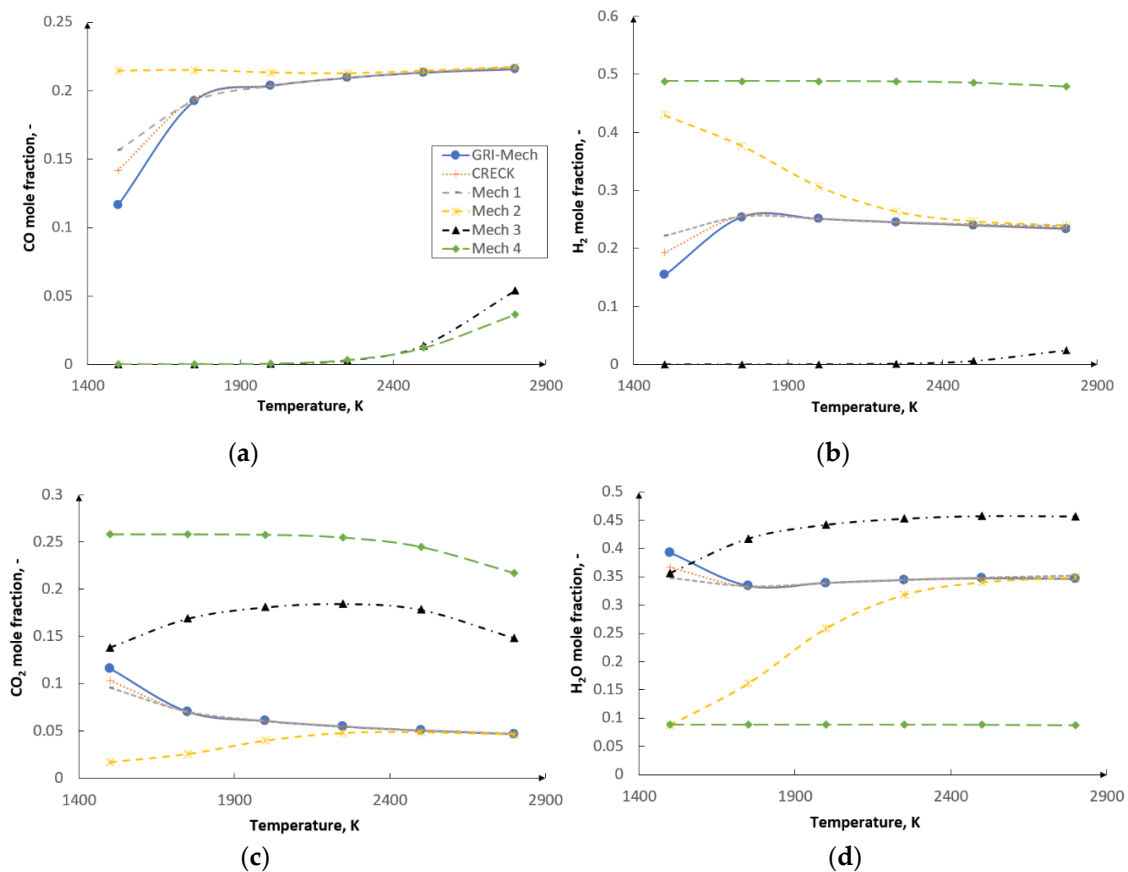 0.25
0.2
0.15
0.1
0.05
0
CO mole fraction, -
1400
1900
2400
2900
Temperature, K
GRI-Mech
CRECK
Mech 1
Mech 2
Mech 3
Mech 4
(a)
0.6
0.5
0.4
0.3
0.2
0.1
0
H₂ mole fraction, -
1400
1900
2400
2900
Temperature, K
(b)
0.3
0.25
0.2
0.15
0.1
0.05
0
CO₂ mole fraction, -
1400
1900
2400
2900
Temperature, K
(c)
0.5
0.45
0.4
0.35
0.3
0.25
0.2
0.15
0.1
0.05
0
H₂O mole fraction, -
1400
1900
2400
2900
Temperature, K
(d)